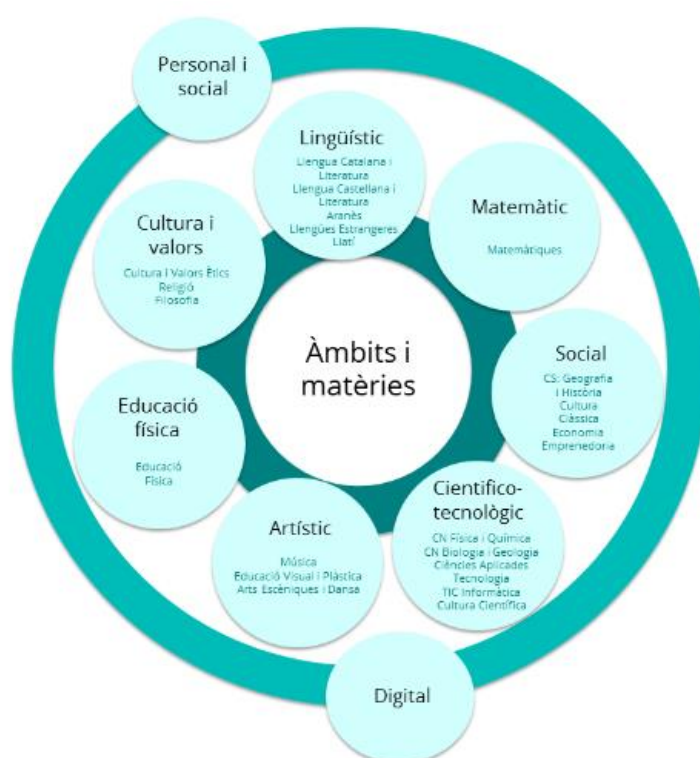 Personal i
social
Lingüístic
Llengua Catalana i
Literatura
Llengua Castellana i
Literatura
Aranès
Llengües Estrangeres
Llatí
Matemàtic
Matemàtiques
Cultura i
valors
Cultura i Valors Ètics
Religió
Filosofia
Àmbits i
matèries
Social
CS: Geografia
i Història
Cultura
Clàssica
Economia
Emprenedoria
Educació
física
Educació
Física
Cientifico-
tecnològic
CN Física i Química
CN Biologia i Geologia
Ciències Aplicades
Tecnologia
TIC Informàtica
Cultura Científica
Artístic
Música
Educació Visual i Plàstica
Arts Escèniques i Dansa
Digital